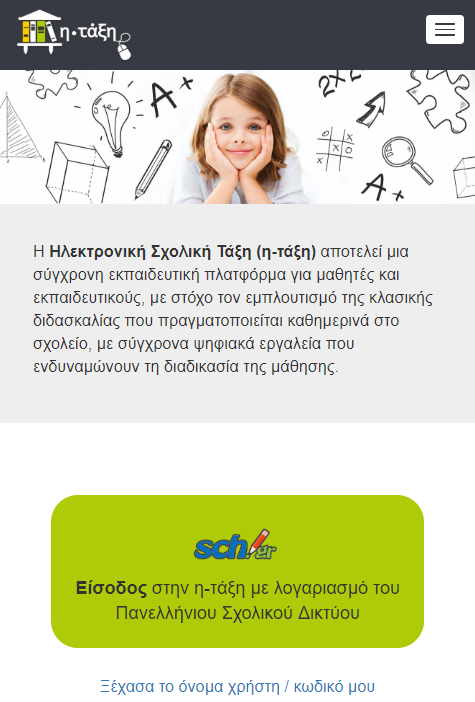 η·τάξη
A+
2x2
A+
Η Ηλεκτρονική Σχολική Τάξη (η-τάξη) αποτελεί μια
σύγχρονη εκπαιδευτική πλατφόρμα για μαθητές και
εκπαιδευτικούς, με στόχο τον εμπλουτισμό της κλασικής
διδασκαλίας που πραγματοποιείται καθημερινά στο
σχολείο, με σύγχρονα ψηφιακά εργαλεία που
ενδυναμώνουν τη διαδικασία της μάθησης.
sch.gr
Είσοδος στην η-τάξη με λογαριασμό του
Πανελλήνιου Σχολικού Δικτύου
Ξέχασα το όνομα χρήστη / κωδικό μου